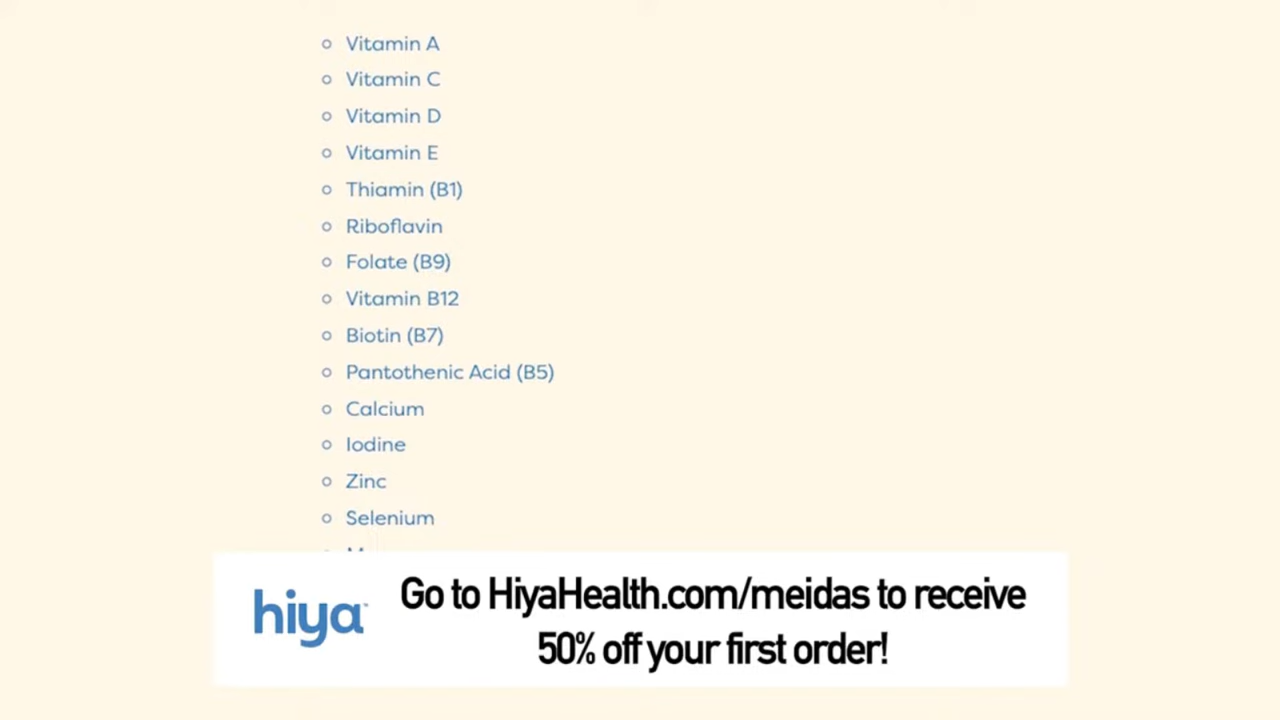 Vitamin A
Vitamin C
Vitamin D
Vitamin E
Thiamin (B1)
Riboflavin
Folate (B9)
Vitamin B12
Biotin (B7)
Pantothenic Acid (B5)
Calcium
Iodine
Zinc
Selenium
hiya
Go to HiyaHealth.com/meidas to receive
50% off your first order!